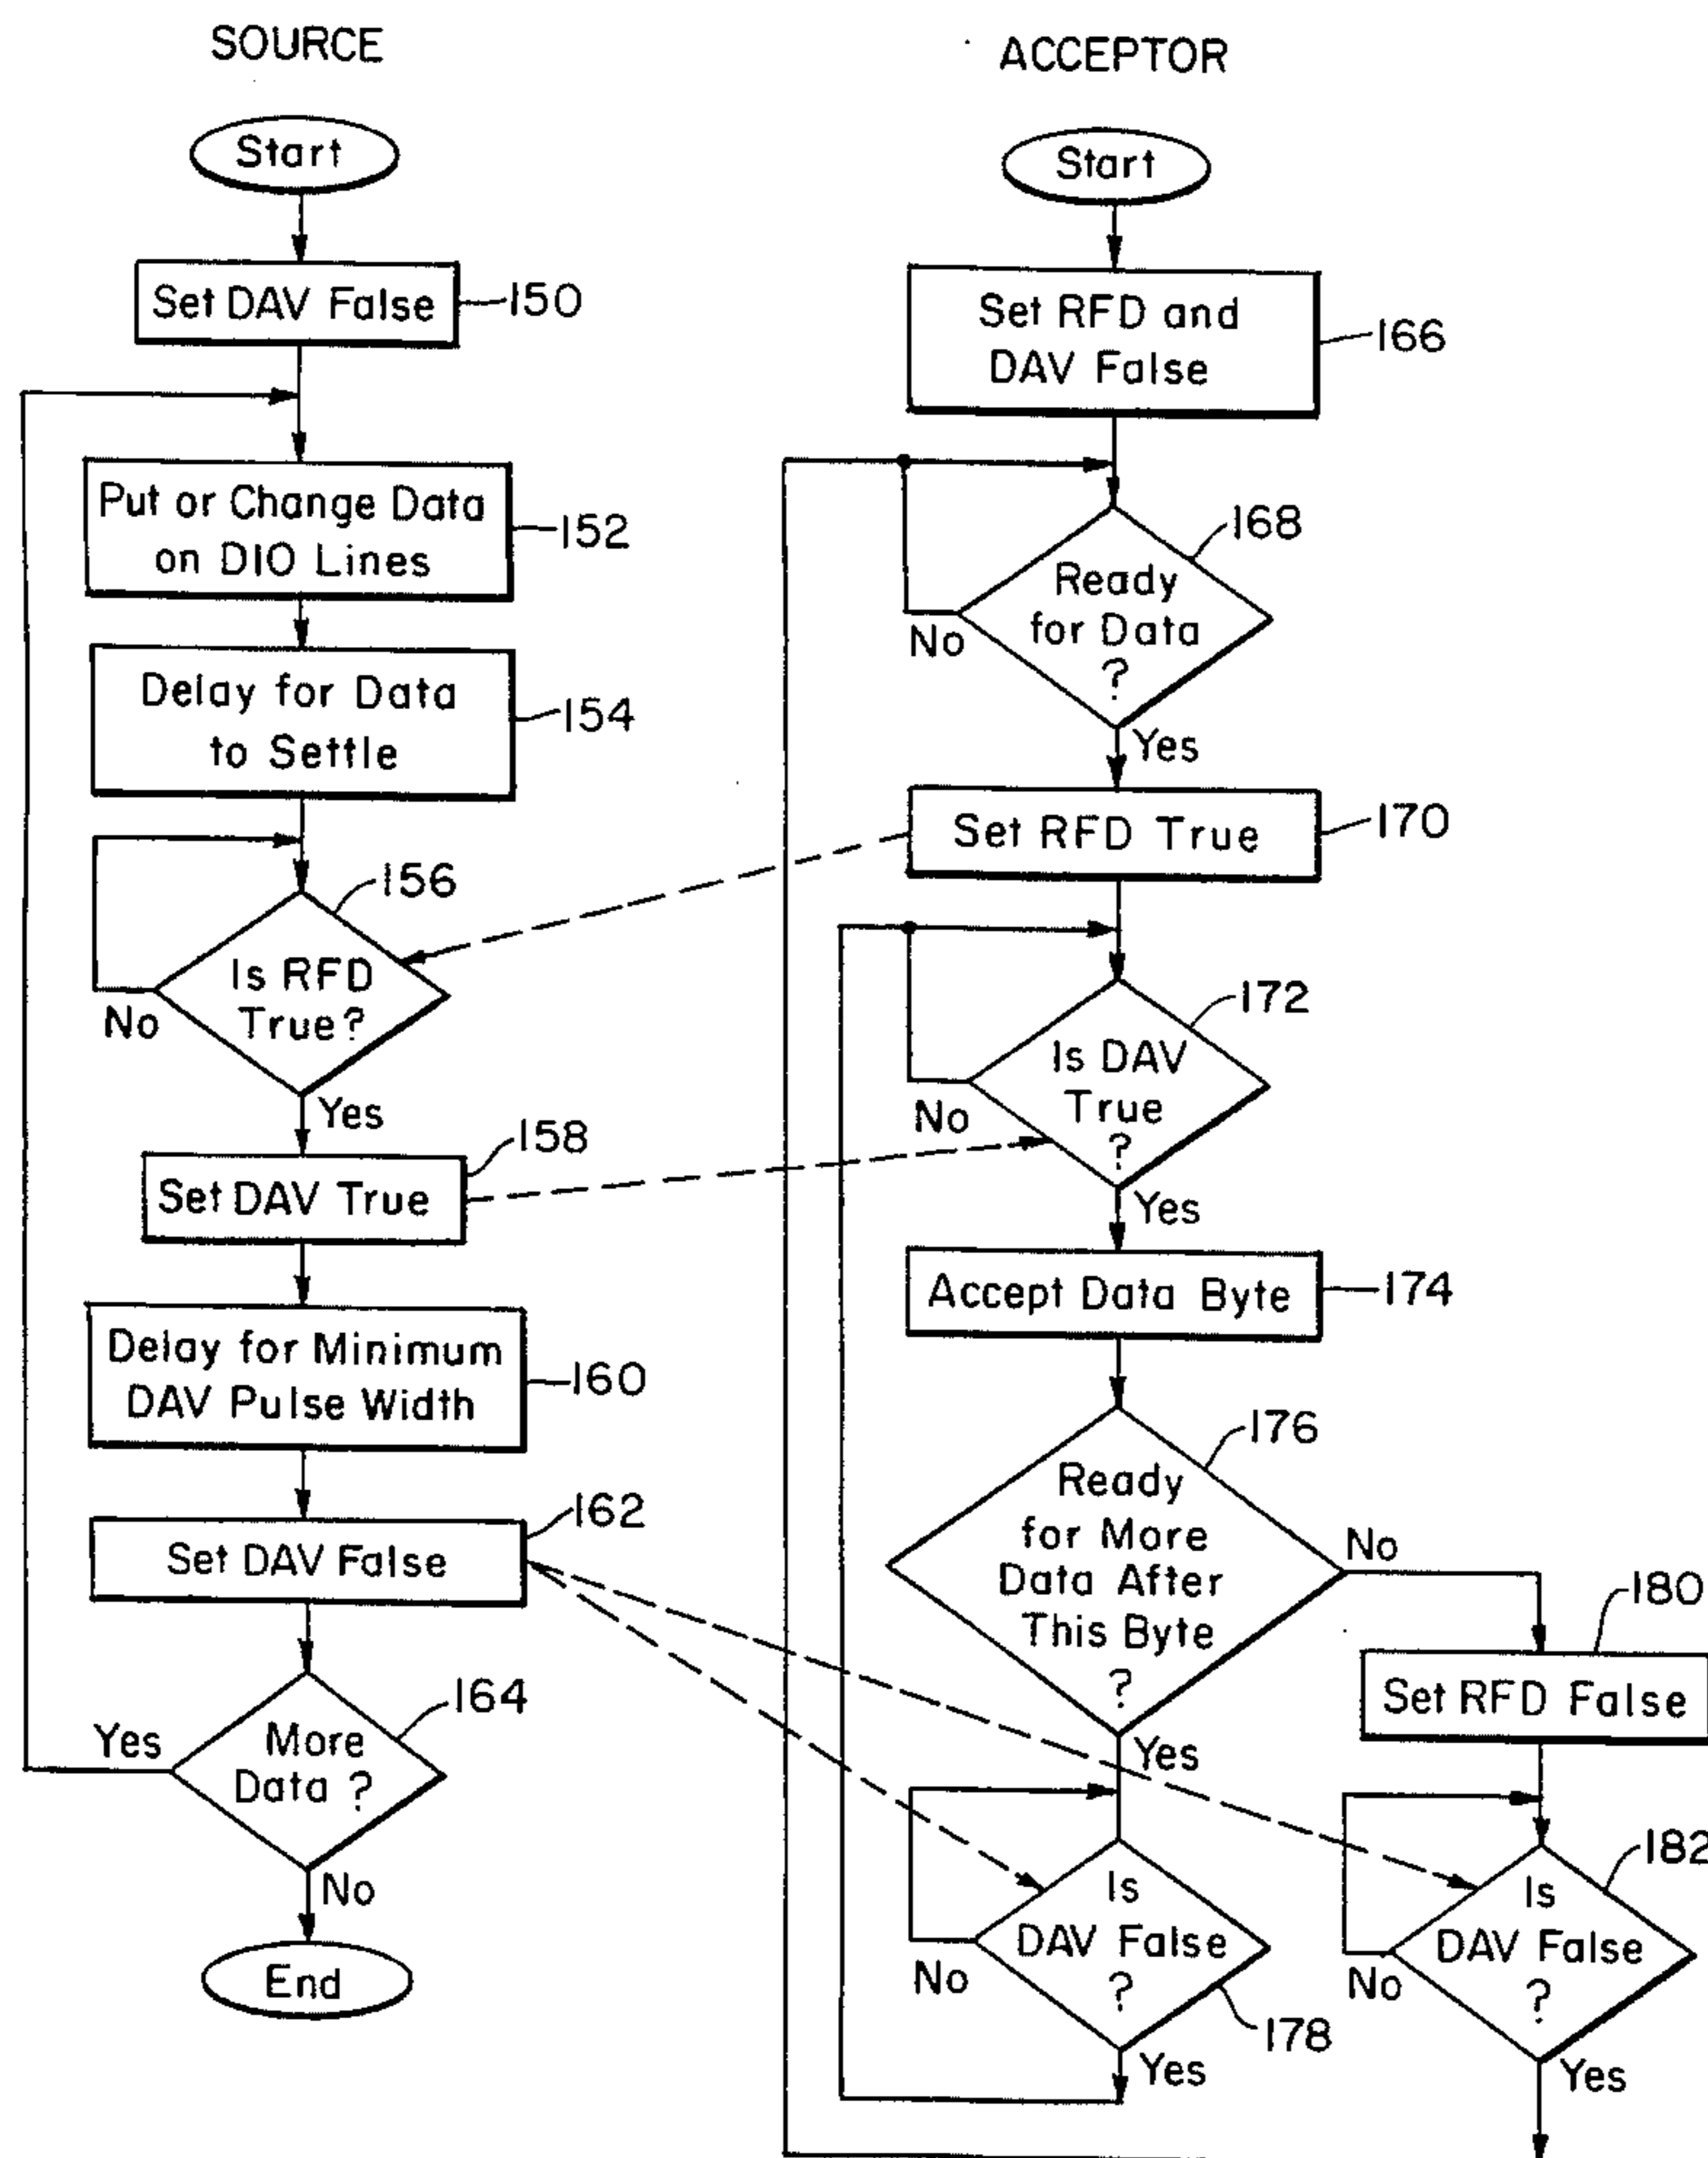 SOURCE
Start
Set DAV False
150
Put or Change Data
on DIO Lines
152
Delay for Data
to Settle
154
156
Is RFD
True?
No
Yes
158
Set DAV True
Delay for Minimum
DAV Pulse Width
160
162
Set DAV False
164
More
Data ?
Yes
No
End
ACCEPTOR
Start
Set RFD and
DAV False
166
168
Ready
for Data
?
No
Yes
Set RFD True
170
172
Is DAV
True
?
No
Yes
Accept Data Byte
174
176
Ready
for More
Data After
This Byte
?
No
Yes
Is
DAV False
?
No
178
Yes
180
Set RFD False
182
Is
DAV False
?
No
Yes